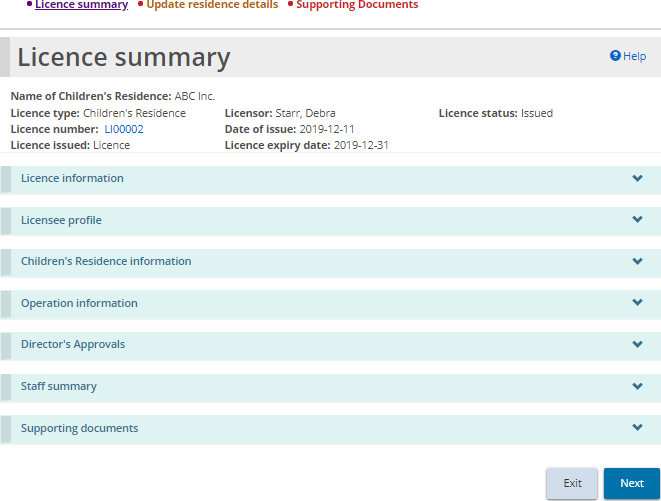 • Licence summary • Update residence details • Supporting Documents
Licence summary
? Help
Name of Children's Residence: ABC Inc.
Licence type: Children's Residence Licensor: Starr, Debra Licence status: Issued
Licence number: LI00002 Date of issue: 2019-12-11
Licence issued: Licence Licence expiry date: 2019-12-31
Licence information
Licensee profile
Children's Residence information
Operation information
Director's Approvals
Staff summary
Supporting documents
Exit Next